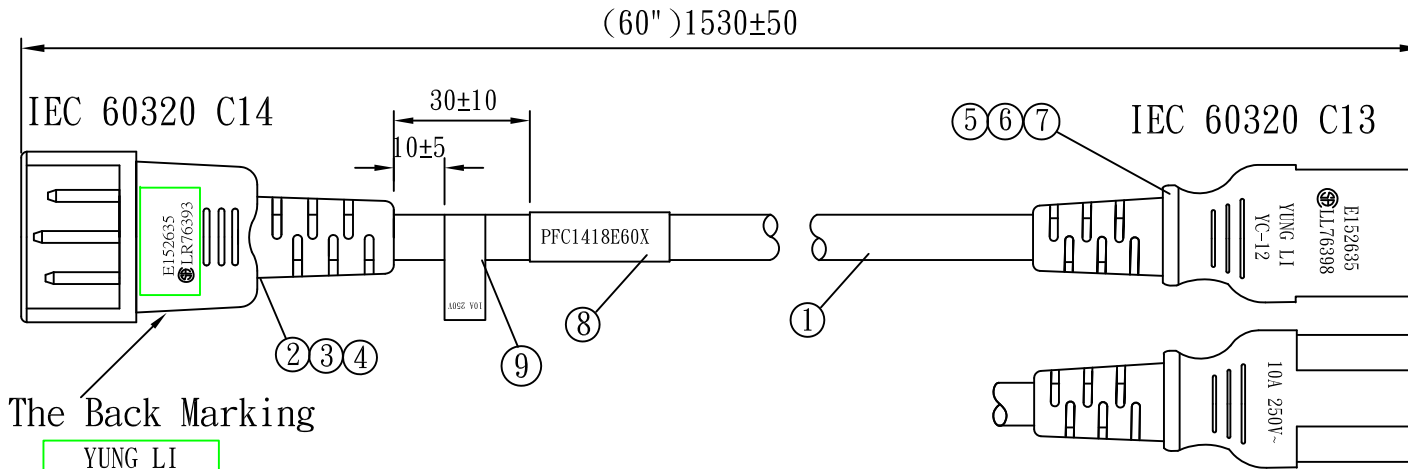 (60")1530±50
IEC 60320 C14
30±10
10±5
⑤⑥⑦
IEC 60320 C13
E152635
LR76393
PFC1418E60X
10A 250V
YUNG LI
YC-12
E152635
LL76398
②③④
⑨
⑧
①
10A 250V~
The Back Marking
YUNG LI